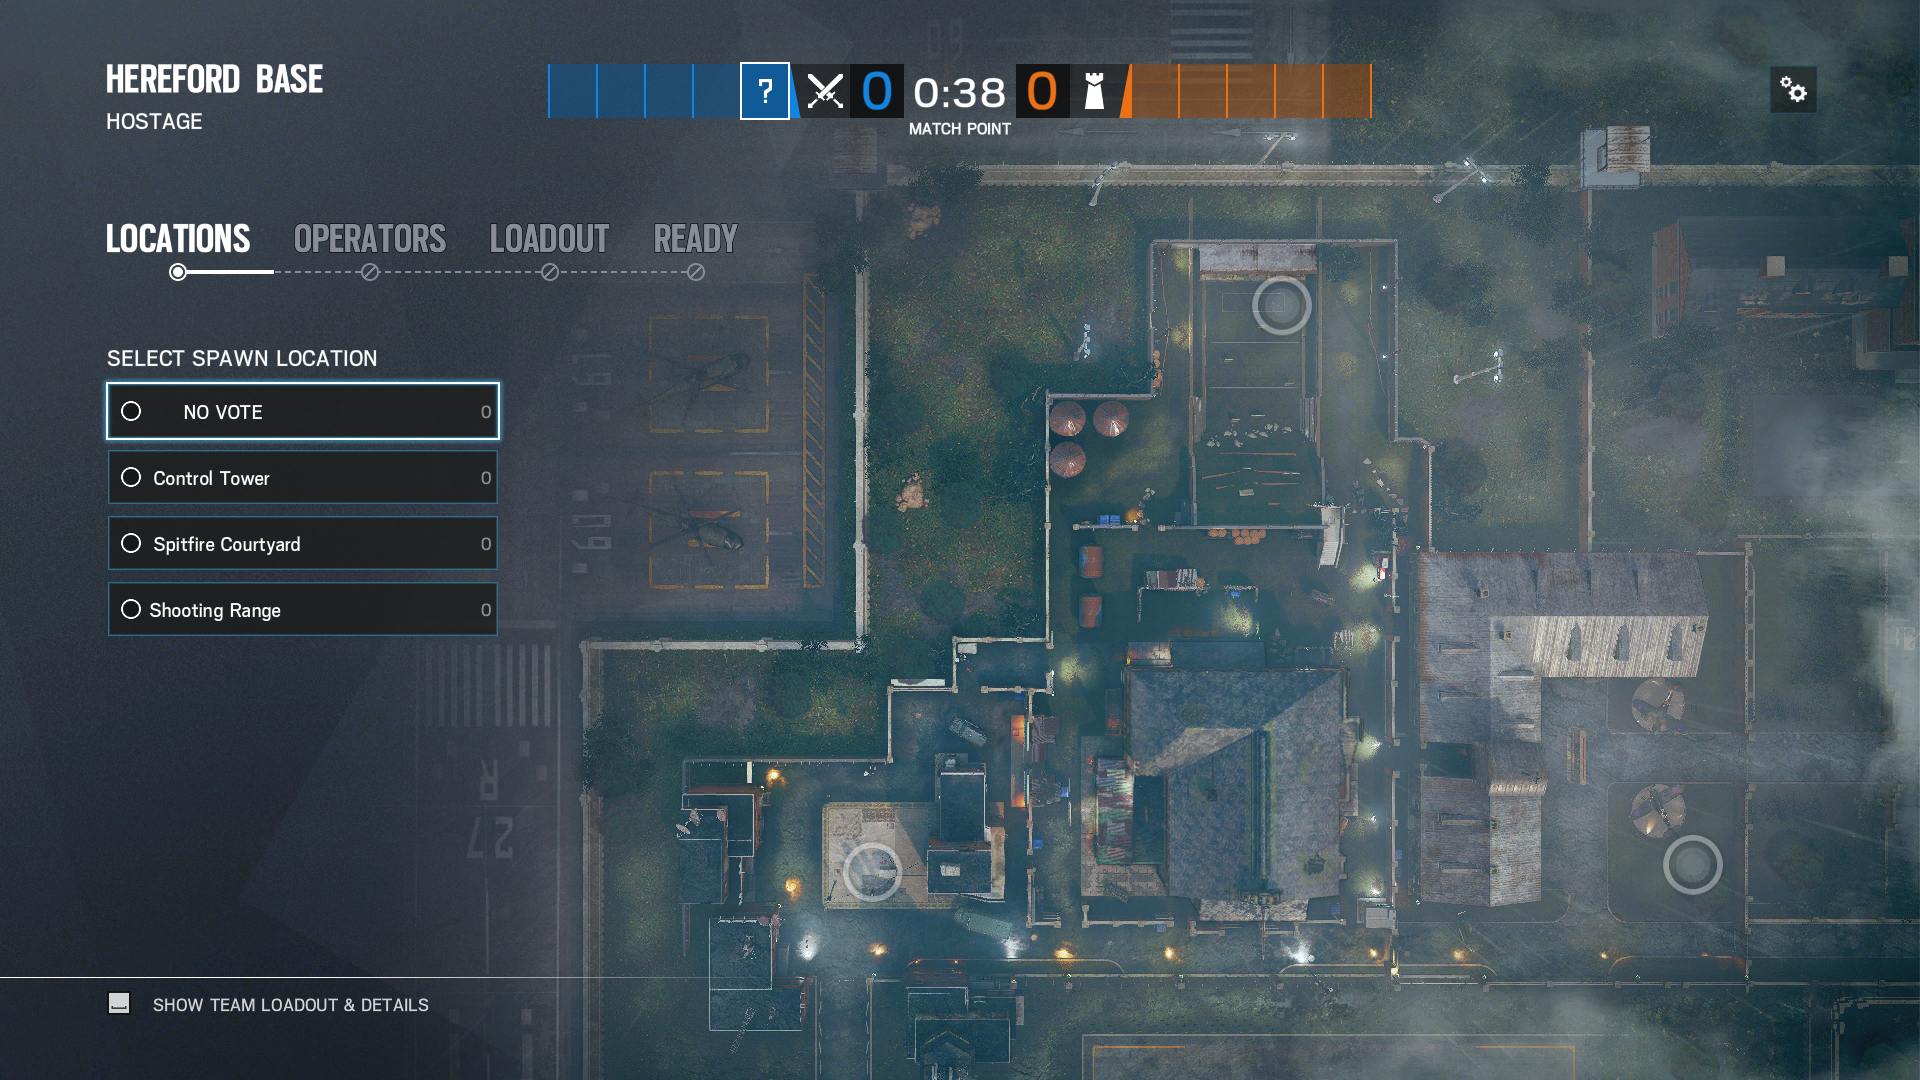 HEREFORD BASE
HOSTAGE
?
0
0:38
0
MATCH POINT
LOCATIONS
OPERATORS
LOADOUT
READY
SELECT SPAWN LOCATION
NO VOTE 0
Control Tower 0
Spitfire Courtyard 0
Shooting Range 0
R
27
SHOW TEAM LOADOUT & DETAILS